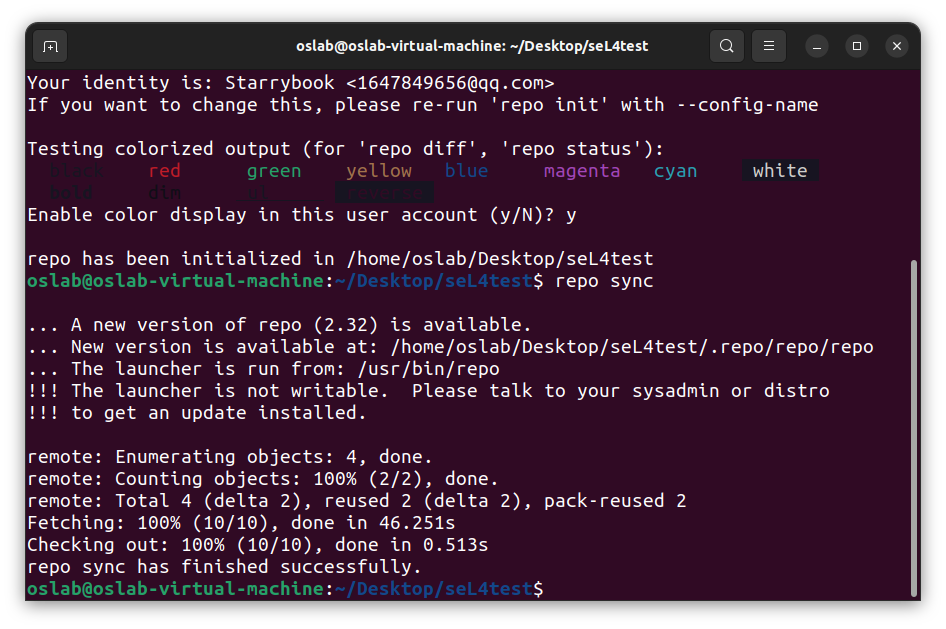 oslab@oslab-virtual-machine: ~/Desktop/seL4test
Your identity is: Starrybook <1647849656@qq.com>
If you want to change this, please re-run 'repo init' with --config-name
Testing colorized output (for 'repo diff', 'repo status'):
black red green yellow blue magenta cyan white
bold dim reverse
Enable color display in this user account (y/N)? y
repo has been initialized in /home/oslab/Desktop/seL4test
oslab@oslab-virtual-machine:~/Desktop/seL4test$ repo sync
... A new version of repo (2.32) is available.
... New version is available at: /home/oslab/Desktop/seL4test/.repo/repo/repo
... The launcher is run from: /usr/bin/repo
!!! The launcher is not writable.  Please talk to your sysadmin or distro
!!! to get an update installed.
remote: Enumerating objects: 4, done.
remote: Counting objects: 100% (2/2), done.
remote: Total 4 (delta 2), reused 2 (delta 2), pack-reused 2
Fetching: 100% (10/10), done in 46.251s
Checking out: 100% (10/10), done in 0.513s
repo sync has finished successfully.
oslab@oslab-virtual-machine:~/Desktop/seL4test$